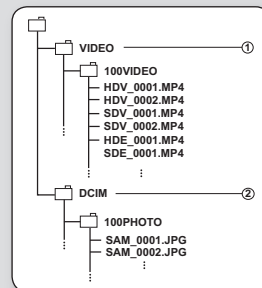 VIDEO ①
100VIDEO
HDV_0001.MP4
HDV_0002.MP4
SDV_0001.MP4
SDV_0002.MP4
HDE_0001.MP4
SDE_0001.MP4
DCIM ②
100PHOTO
SAM_0001.JPG
SAM_0002.JPG